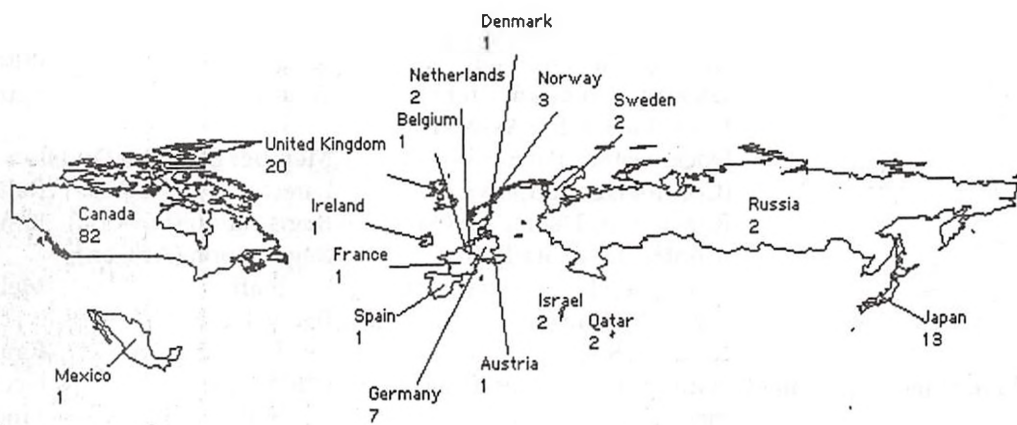 Denmark
1
Netherlands
2
Norway
3
Belgium
1
Sweden
2
United Kingdom
20
Canada
82
Ireland
1
Russia
2
France
1
Spain
1
Israel
2
Qatar
2
Japan
13
Mexico
1
Austria
1
Germany
7